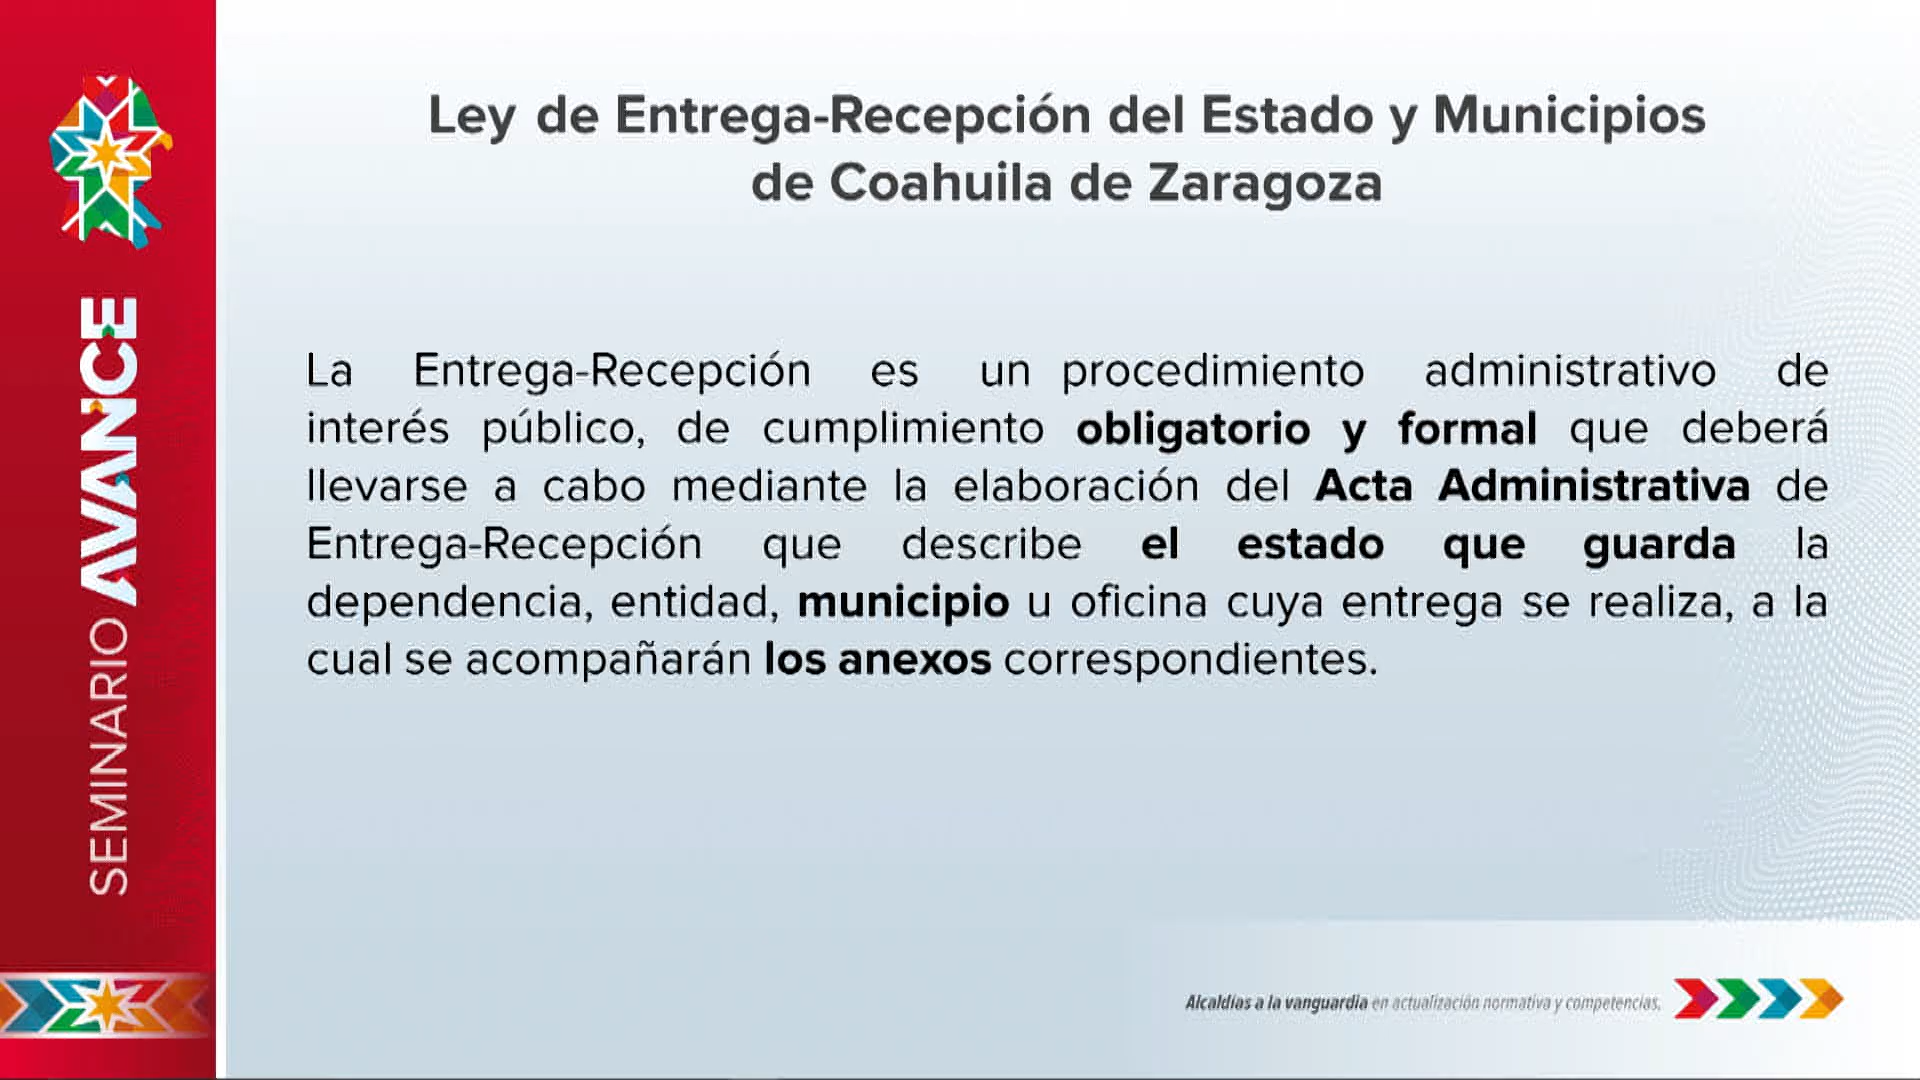 Ley de Entrega-Recepción del Estado y Municipios
de Coahuila de Zaragoza
La Entrega-Recepción es un procedimiento administrativo de
interés público, de cumplimiento obligatorio y formal que deberá
llevarse a cabo mediante la elaboración del Acta Administrativa de
Entrega-Recepción que describe el estado que guarda la
dependencia, entidad, municipio u oficina cuya entrega se realiza, a la
cual se acompañarán los anexos correspondientes.
SEMINARIO AVANCE
Alcaldías a la vanguardia en actualización normativa y competencias.